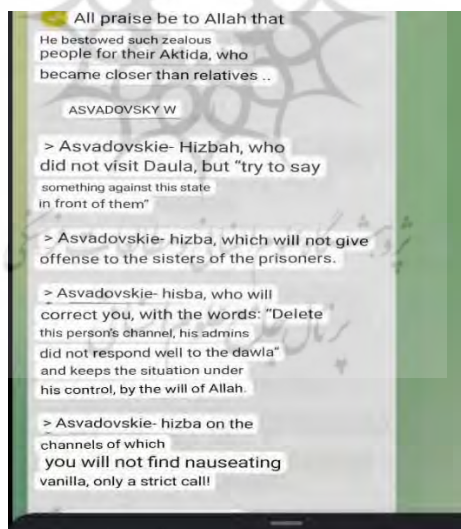 All praise be to Allah that
He bestowed such zealous
people for their Aktida, who
became closer than relatives ..
ASVADOVSKY W
> Asvadovskie- Hizbah, who
did not visit Daula, but "try to say
something against this state
in front of them"
> Asvadovskie- hizba, which will not give
offense to the sisters of the prisoners.
> Asvadovskie- hisba, who will
correct you, with the words: "Delete
this person's channel, his admins
did not respond well to the dawla"
and keeps the situation under
his control, by the will of Allah.
> Asvadovskie- hizba on the
channels of which
you will not find nauseating
vanilla, only a strict call!